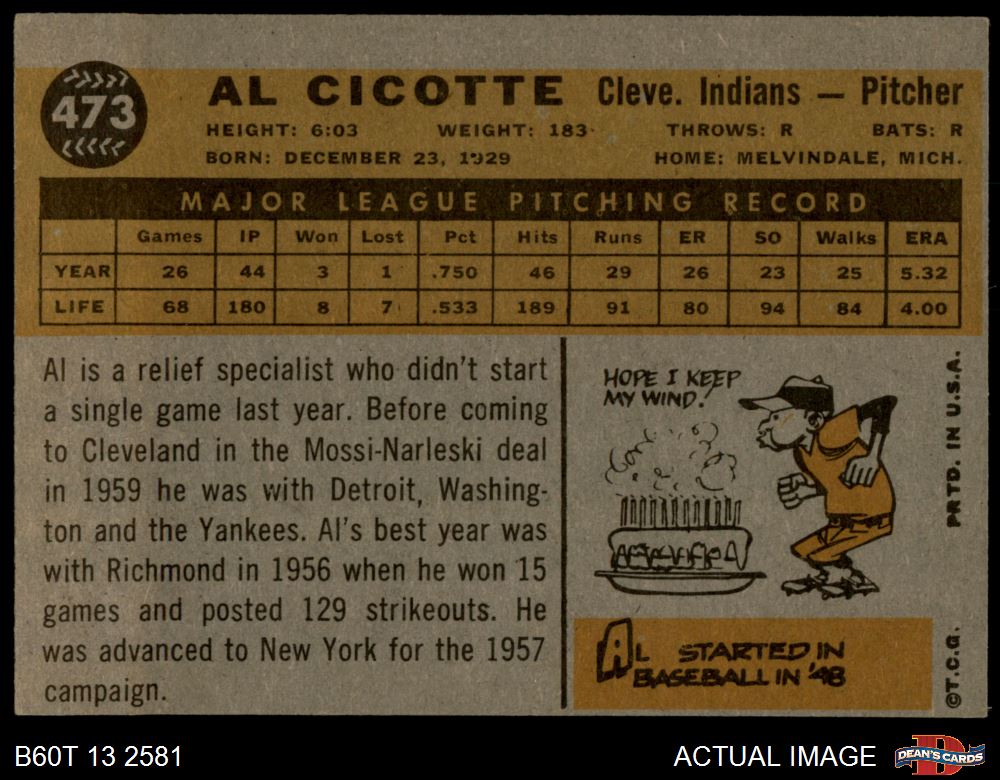 473
AL CICOTTE Cleve. Indians — Pitcher
HEIGHT: 6:03 WEIGHT: 183 THROWS: R BATS: R
BORN: DECEMBER 23, 1929 HOME: MELVINDALE, MICH.
MAJOR LEAGUE PITCHING RECORD
Games IP Won Lost Pct Hits Runs ER SO Walks ERA
YEAR 26 44 3 1 .750 46 29 26 23 25 5.32
LIFE 68 180 8 7 .533 189 91 80 94 84 4.00
Al is a relief specialist who didn't start
a single game last year. Before coming
to Cleveland in the Mossi-Narleski deal
in 1959 he was with Detroit, Washing-
ton and the Yankees. Al's best year was
with Richmond in 1956 when he won 15
games and posted 129 strikeouts. He
was advanced to New York for the 1957
campaign.
HOPE I KEEP
MY WIND!
AL STARTED IN
BASEBALL IN '48
©T.C.G. PRTD. IN U.S.A.
B60T 13 2581
ACTUAL IMAGE
D
DEAN'S CARDS